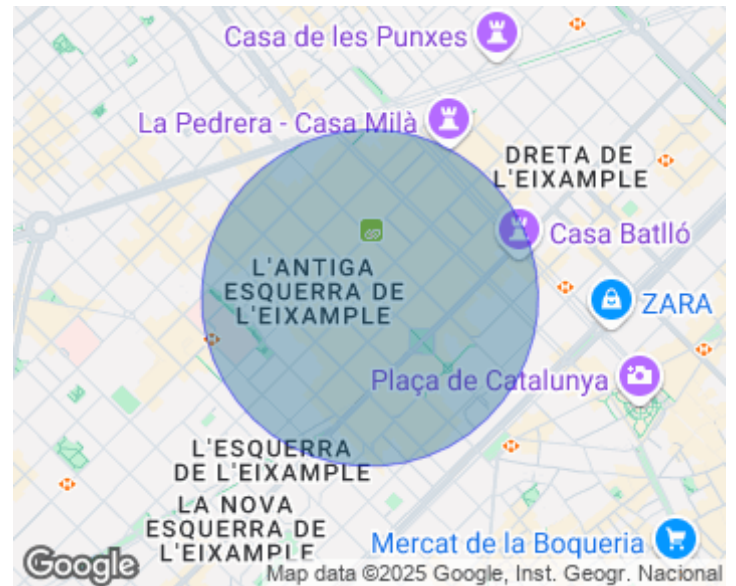 Casa de les Punxes
La Pedrera - Casa Milà
DRETA DE
L'EIXAMPLE
Casa Batlló
L'ANTIGA
ESQUERRA DE
L'EIXAMPLE
ZARA
Plaça de Catalunya
L'ESQUERRA
DE L'EIXAMPLE
LA NOVA
ESQUERRA DE
L'EIXAMPLE
Mercat de la Boqueria
Google
Map data ©2025 Google, Inst. Geogr. Nacional